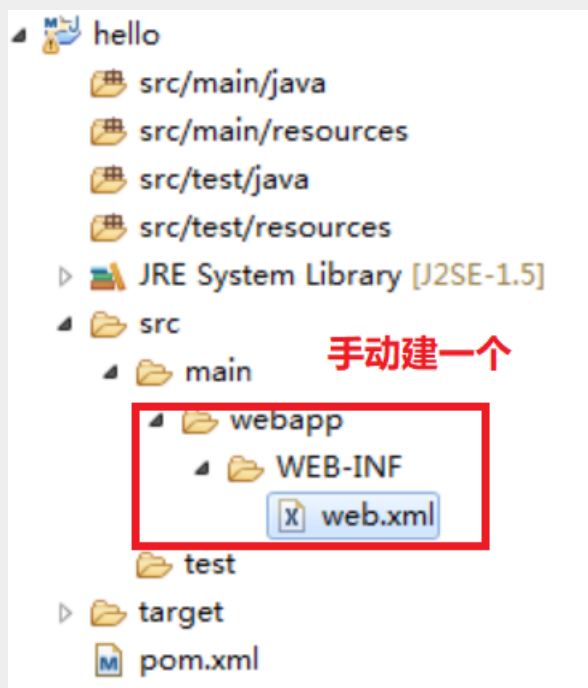 hello
src/main/java
src/main/resources
src/test/java
src/test/resources
JRE System Library [J2SE-1.5]
src
手动建一个
main
webapp
WEB-INF
web.xml
test
target
pom.xml